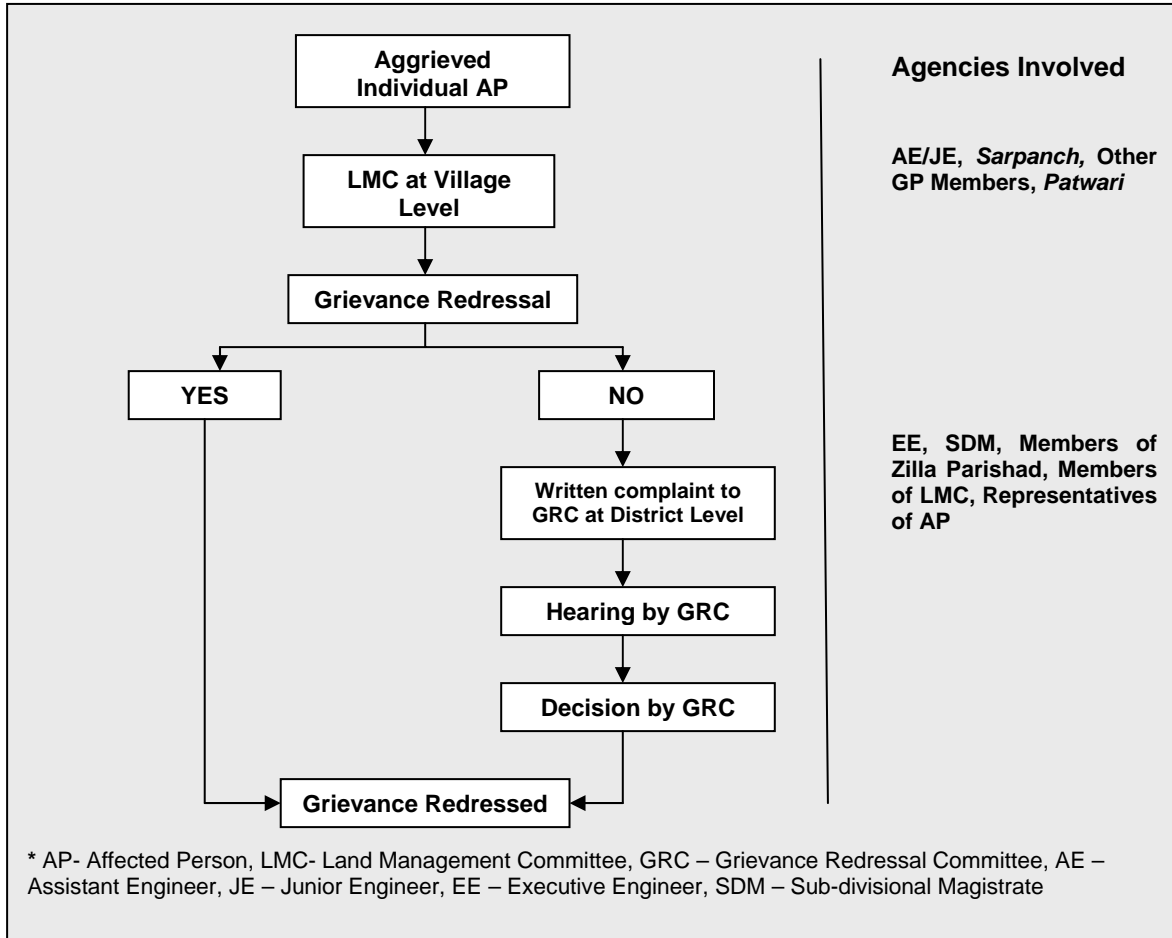 Aggrieved
Individual AP
LMC at Village
Level
Grievance Redressal
YES
NO
Written complaint to
GRC at District Level
Hearing by GRC
Decision by GRC
Grievance Redressed
Agencies Involved
AE/JE, Sarpanch, Other
GP Members, Patwari
EE, SDM, Members of
Zilla Parishad, Members
of LMC, Representatives
of AP
* AP- Affected Person, LMC- Land Management Committee, GRC – Grievance Redressal Committee, AE –
Assistant Engineer, JE – Junior Engineer, EE – Executive Engineer, SDM – Sub-divisional Magistrate